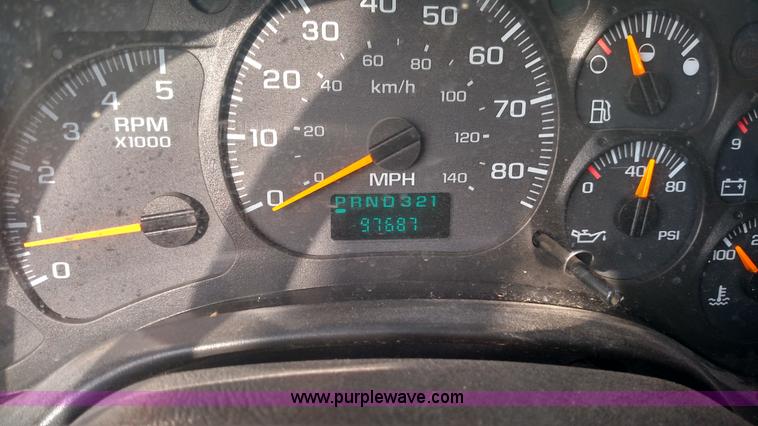 0 1 2 3 4 5
RPM
X1000
0 10 20 30 40 50 60 70 80
0 20 40 60 80 100 120 140
km/h
MPH
PRND321
97687
0 40 80
PSI
9
100
www.purplewave.com